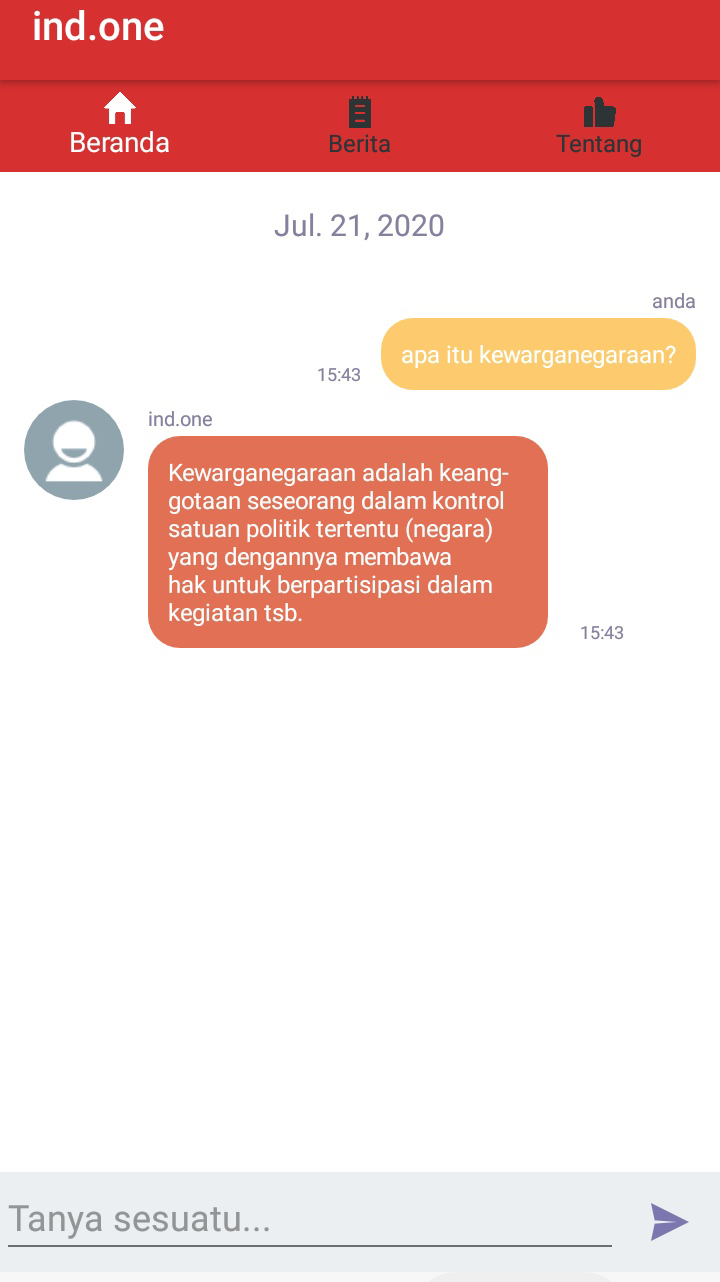 ind.one
Beranda
Berita
Tentang
Jul. 21, 2020
anda
apa itu kewarganegaraan?
15:43
ind.one
Kewarganegaraan adalah keang-
gotaan seseorang dalam kontrol
satuan politik tertentu (negara)
yang dengannya membawa
hak untuk berpartisipasi dalam
kegiatan tsb.
15:43
Tanya sesuatu...